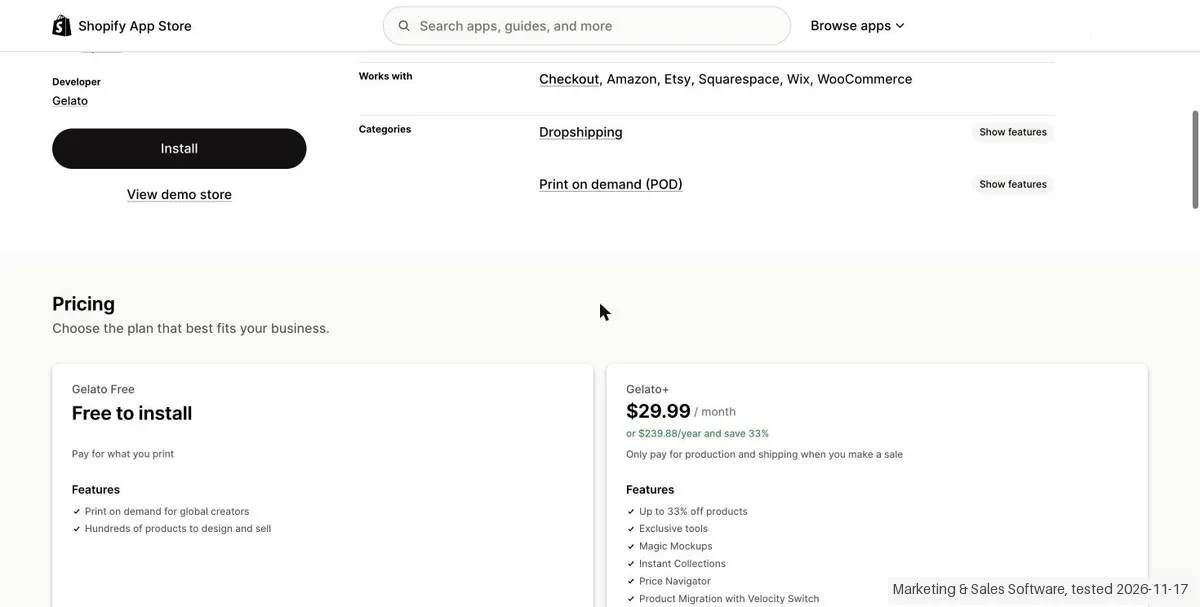 Shopify App Store
Search apps, guides, and more
Browse apps
Developer
Gelato
Install
View demo store
Works with
Checkout, Amazon, Etsy, Squarespace, Wix, WooCommerce
Categories
Dropshipping
Show features
Print on demand (POD)
Show features
Pricing
Choose the plan that best fits your business.
Gelato Free
Free to install
Pay for what you print
Features
Print on demand for global creators
Hundreds of products to design and sell
Gelato+
$29.99 / month
or $239.88/year and save 33%
Only pay for production and shipping when you make a sale
Features
Up to 33% off products
Exclusive tools
Magic Mockups
Instant Collections
Price Navigator
Product Migration with Velocity Switch
Marketing & Sales Software, tested 2026-11-17